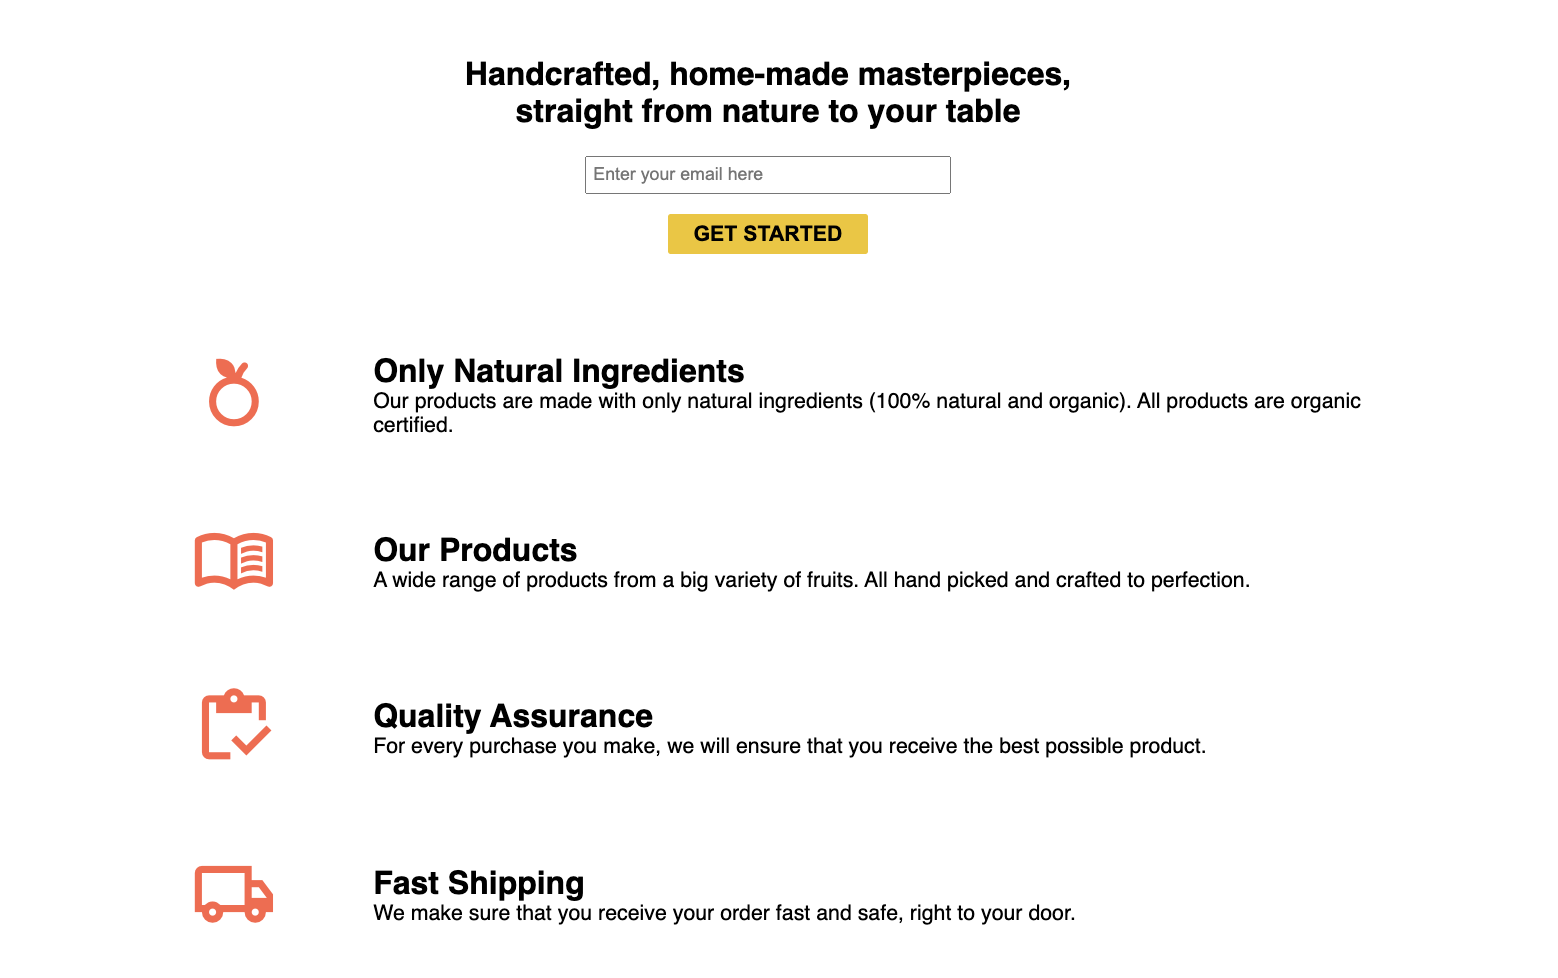 Handcrafted, home-made masterpieces,
straight from nature to your table
Enter your email here
GET STARTED
Only Natural Ingredients
Our products are made with only natural ingredients (100% natural and organic). All products are organic
certified.
Our Products
A wide range of products from a big variety of fruits. All hand picked and crafted to perfection.
Quality Assurance
For every purchase you make, we will ensure that you receive the best possible product.
Fast Shipping
We make sure that you receive your order fast and safe, right to your door.